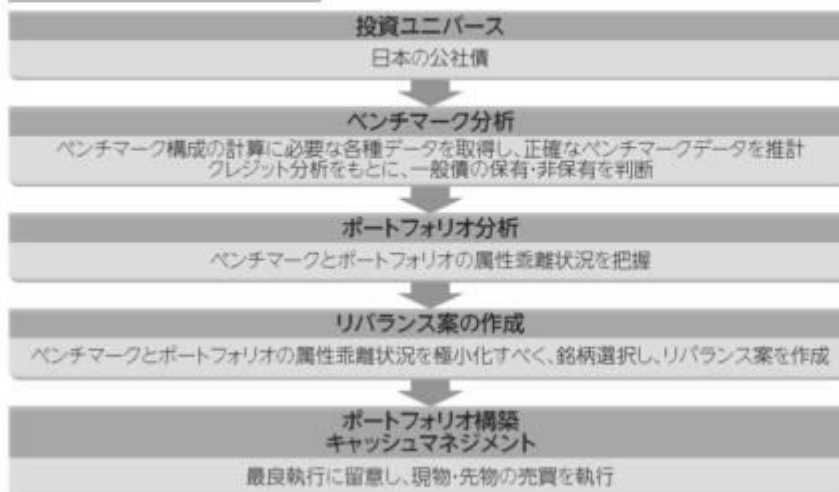 投資ユニバース
日本の公社債
ベンチマーク分析
ベンチマーク構成の計算に必要な各種データを取得し、正確なベンチマークデータを推計
クレジット分析をもとに、一般債の保有・非保有を判断
ポートフォリオ分析
ベンチマークとポートフォリオの属性乖離状況を把握
リバランス案の作成
ベンチマークとポートフォリオの属性乖離状況を極小化すべく、銘柄選択し、リバランス案を作成
ポートフォリオ構築
キャッシュマネジメント
最良執行に留意し、現物・先物の売買を執行